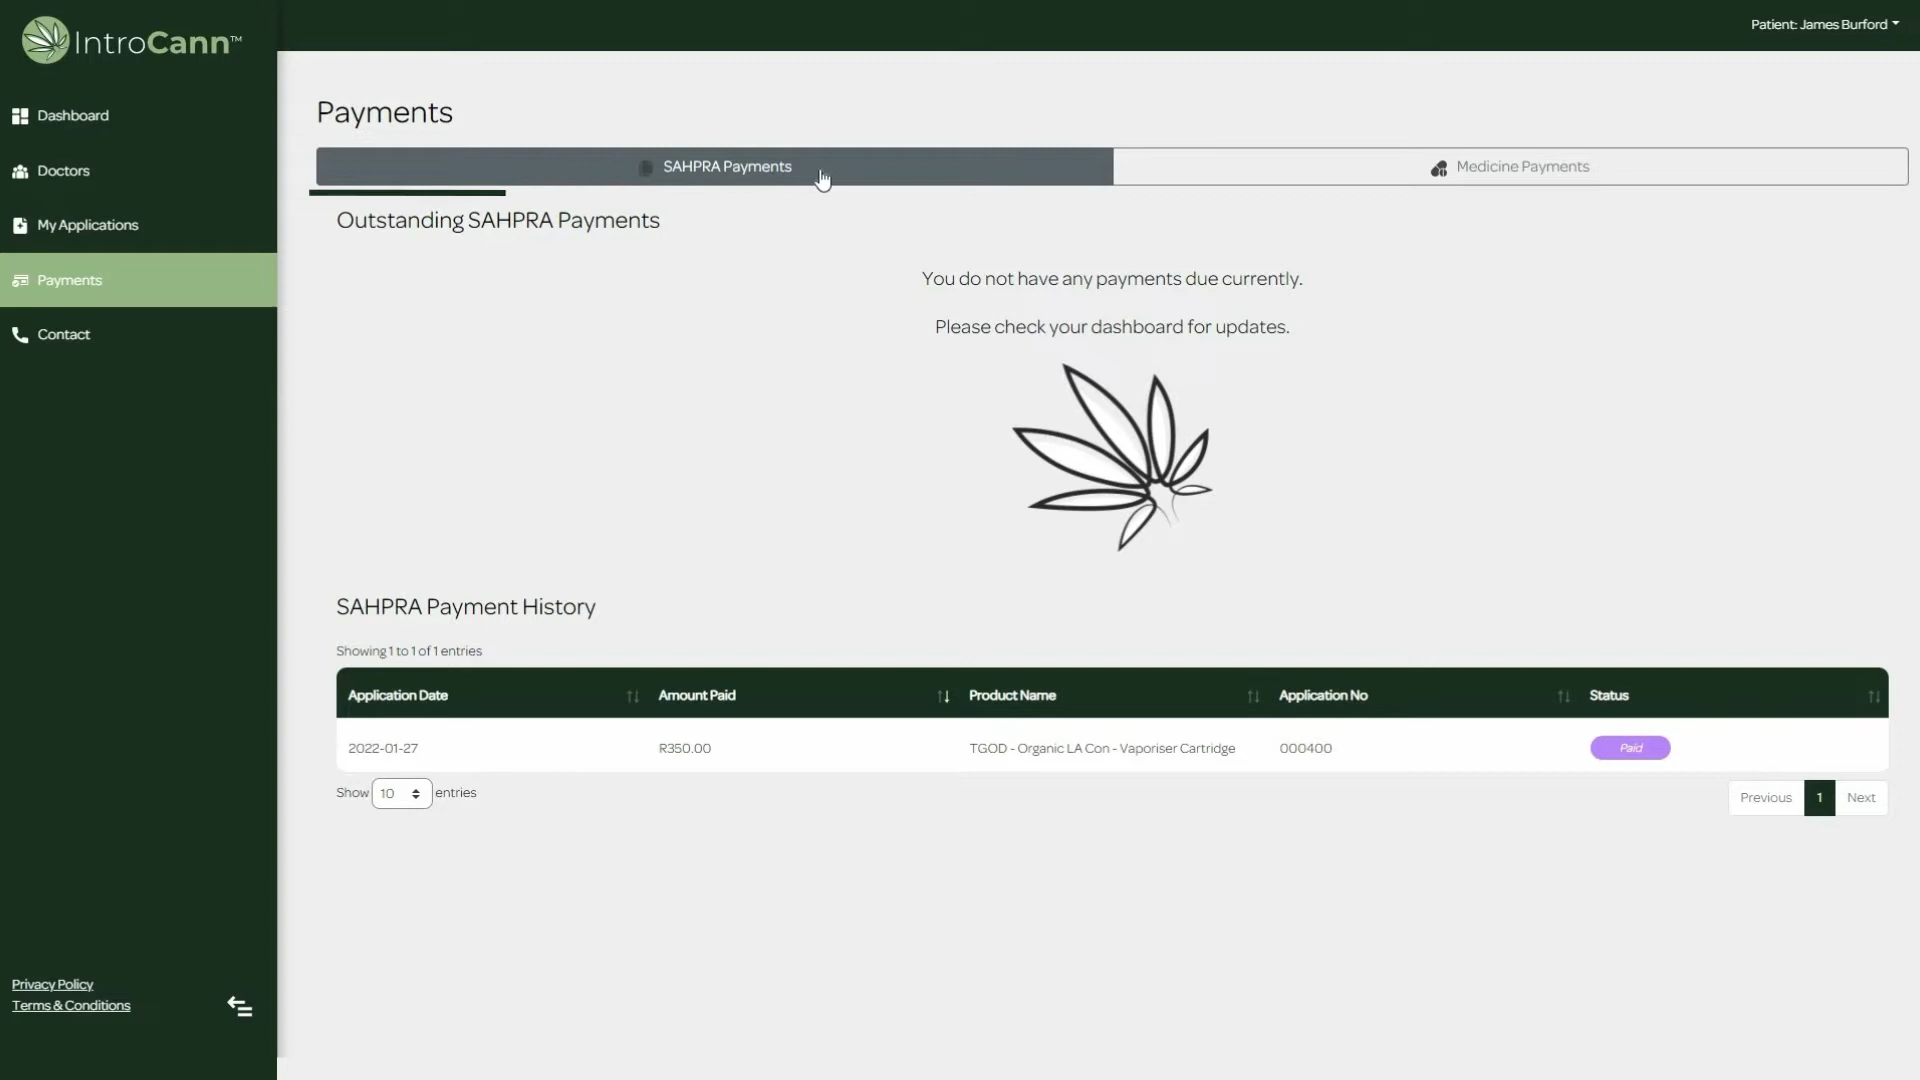 IntroCann™
Patient: James Burford
Dashboard
Doctors
My Applications
Payments
Contact
Privacy Policy
Terms & Conditions
Payments
SAHPRA Payments
Medicine Payments
Outstanding SAHPRA Payments
You do not have any payments due currently.
Please check your dashboard for updates.
SAHPRA Payment History
Showing 1 to 1 of 1 entries
Application Date Amount Paid Product Name Application No Status
2022-01-27 R350.00 TGOD - Organic LA Con - Vaporiser Cartridge 000400 Paid
Show 10 entries
Previous 1 Next